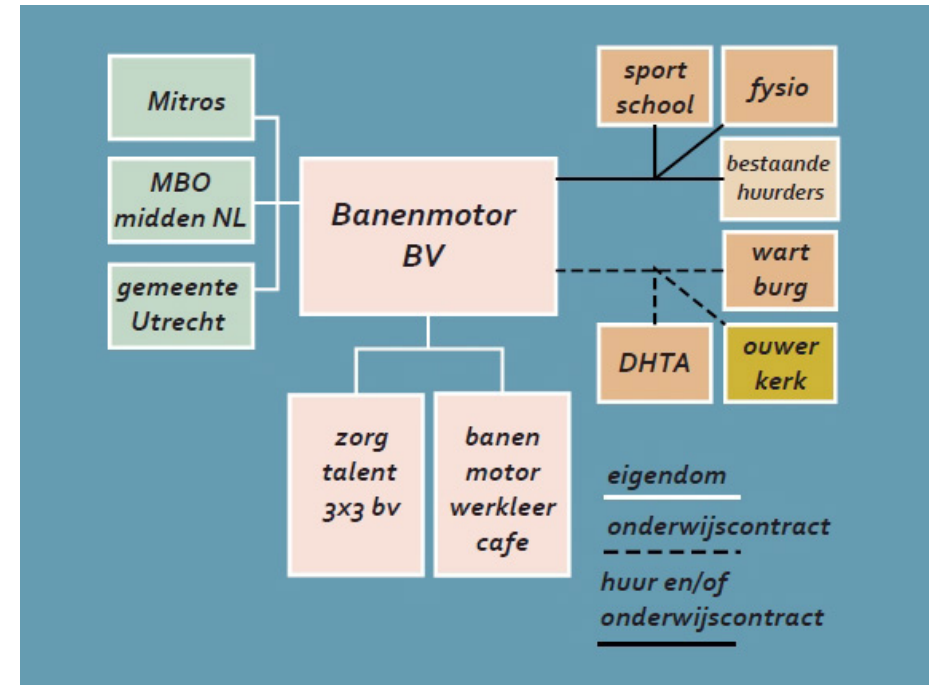 Mitros
MBO
midden NL
gemeente
Utrecht
Banenmotor
BV
zorg
talent
3x3 bv
banen
motor
werkleer
cafe
sport
school
fysio
bestaande
huurders
wart
burg
DHTA
ouwer
kerk
eigendom
onderwijscontract
huur en/of
onderwijscontract